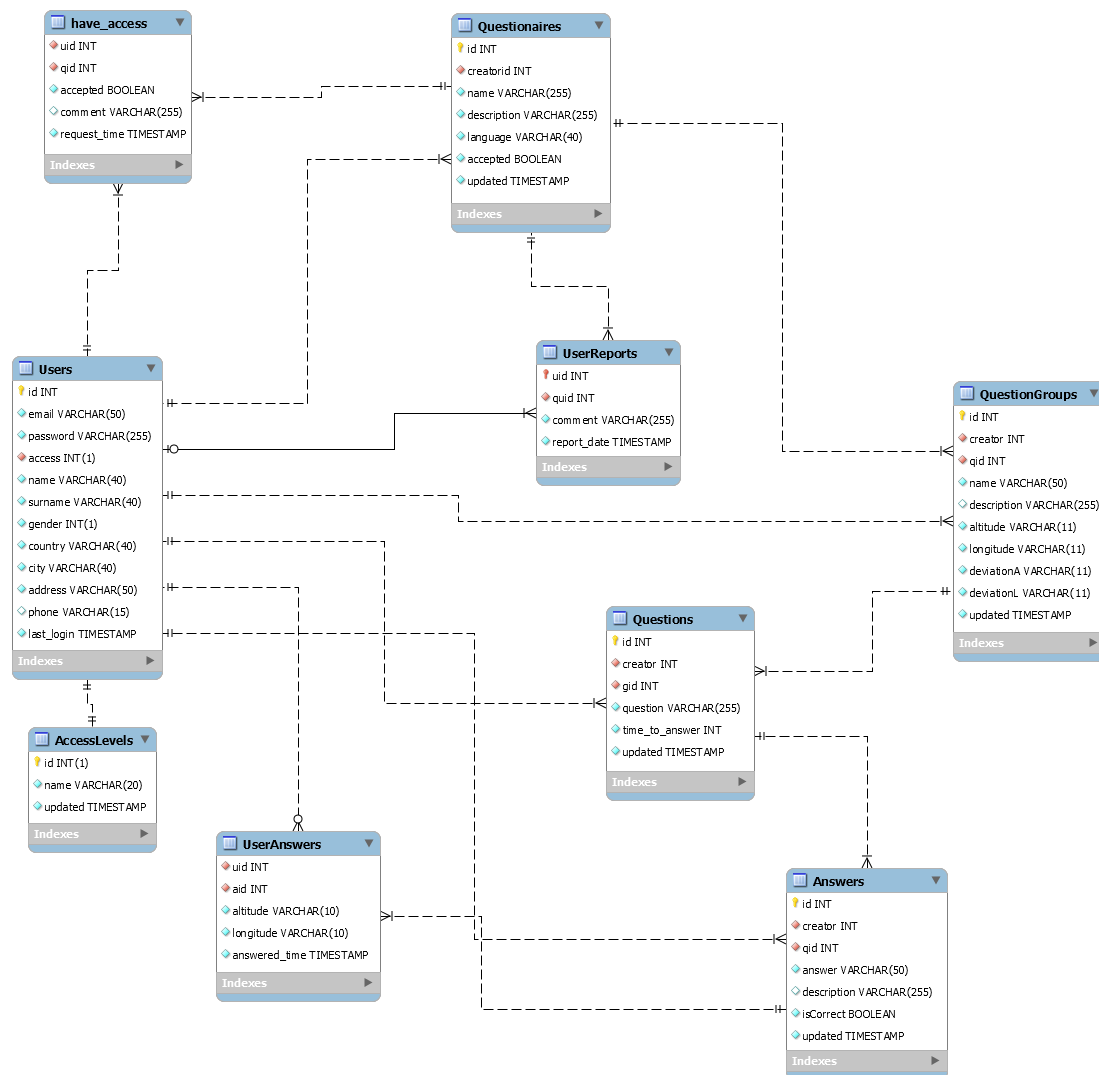 have_access
uid INT
qid INT
accepted BOOLEAN
comment VARCHAR(255)
request_time TIMESTAMP
Indexes
Questionaires
id INT
creatorid INT
name VARCHAR(255)
description VARCHAR(255)
language VARCHAR(40)
accepted BOOLEAN
updated TIMESTAMP
Indexes
Users
id INT
email VARCHAR(50)
password VARCHAR(255)
access INT(1)
name VARCHAR(40)
surname VARCHAR(40)
gender INT(1)
country VARCHAR(40)
city VARCHAR(40)
address VARCHAR(50)
phone VARCHAR(15)
last_login TIMESTAMP
Indexes
UserReports
uid INT
quid INT
comment VARCHAR(255)
report_date TIMESTAMP
Indexes
QuestionGroups
id INT
creator INT
qid INT
name VARCHAR(50)
description VARCHAR(255)
altitude VARCHAR(11)
longitude VARCHAR(11)
deviationA VARCHAR(11)
deviationL VARCHAR(11)
updated TIMESTAMP
Indexes
Questions
id INT
creator INT
gid INT
question VARCHAR(255)
time_to_answer INT
updated TIMESTAMP
Indexes
AccessLevels
id INT(1)
name VARCHAR(20)
updated TIMESTAMP
Indexes
UserAnswers
uid INT
aid INT
altitude VARCHAR(10)
longitude VARCHAR(10)
answered_time TIMESTAMP
Indexes
Answers
id INT
creator INT
qid INT
answer VARCHAR(50)
description VARCHAR(255)
isCorrect BOOLEAN
updated TIMESTAMP
Indexes